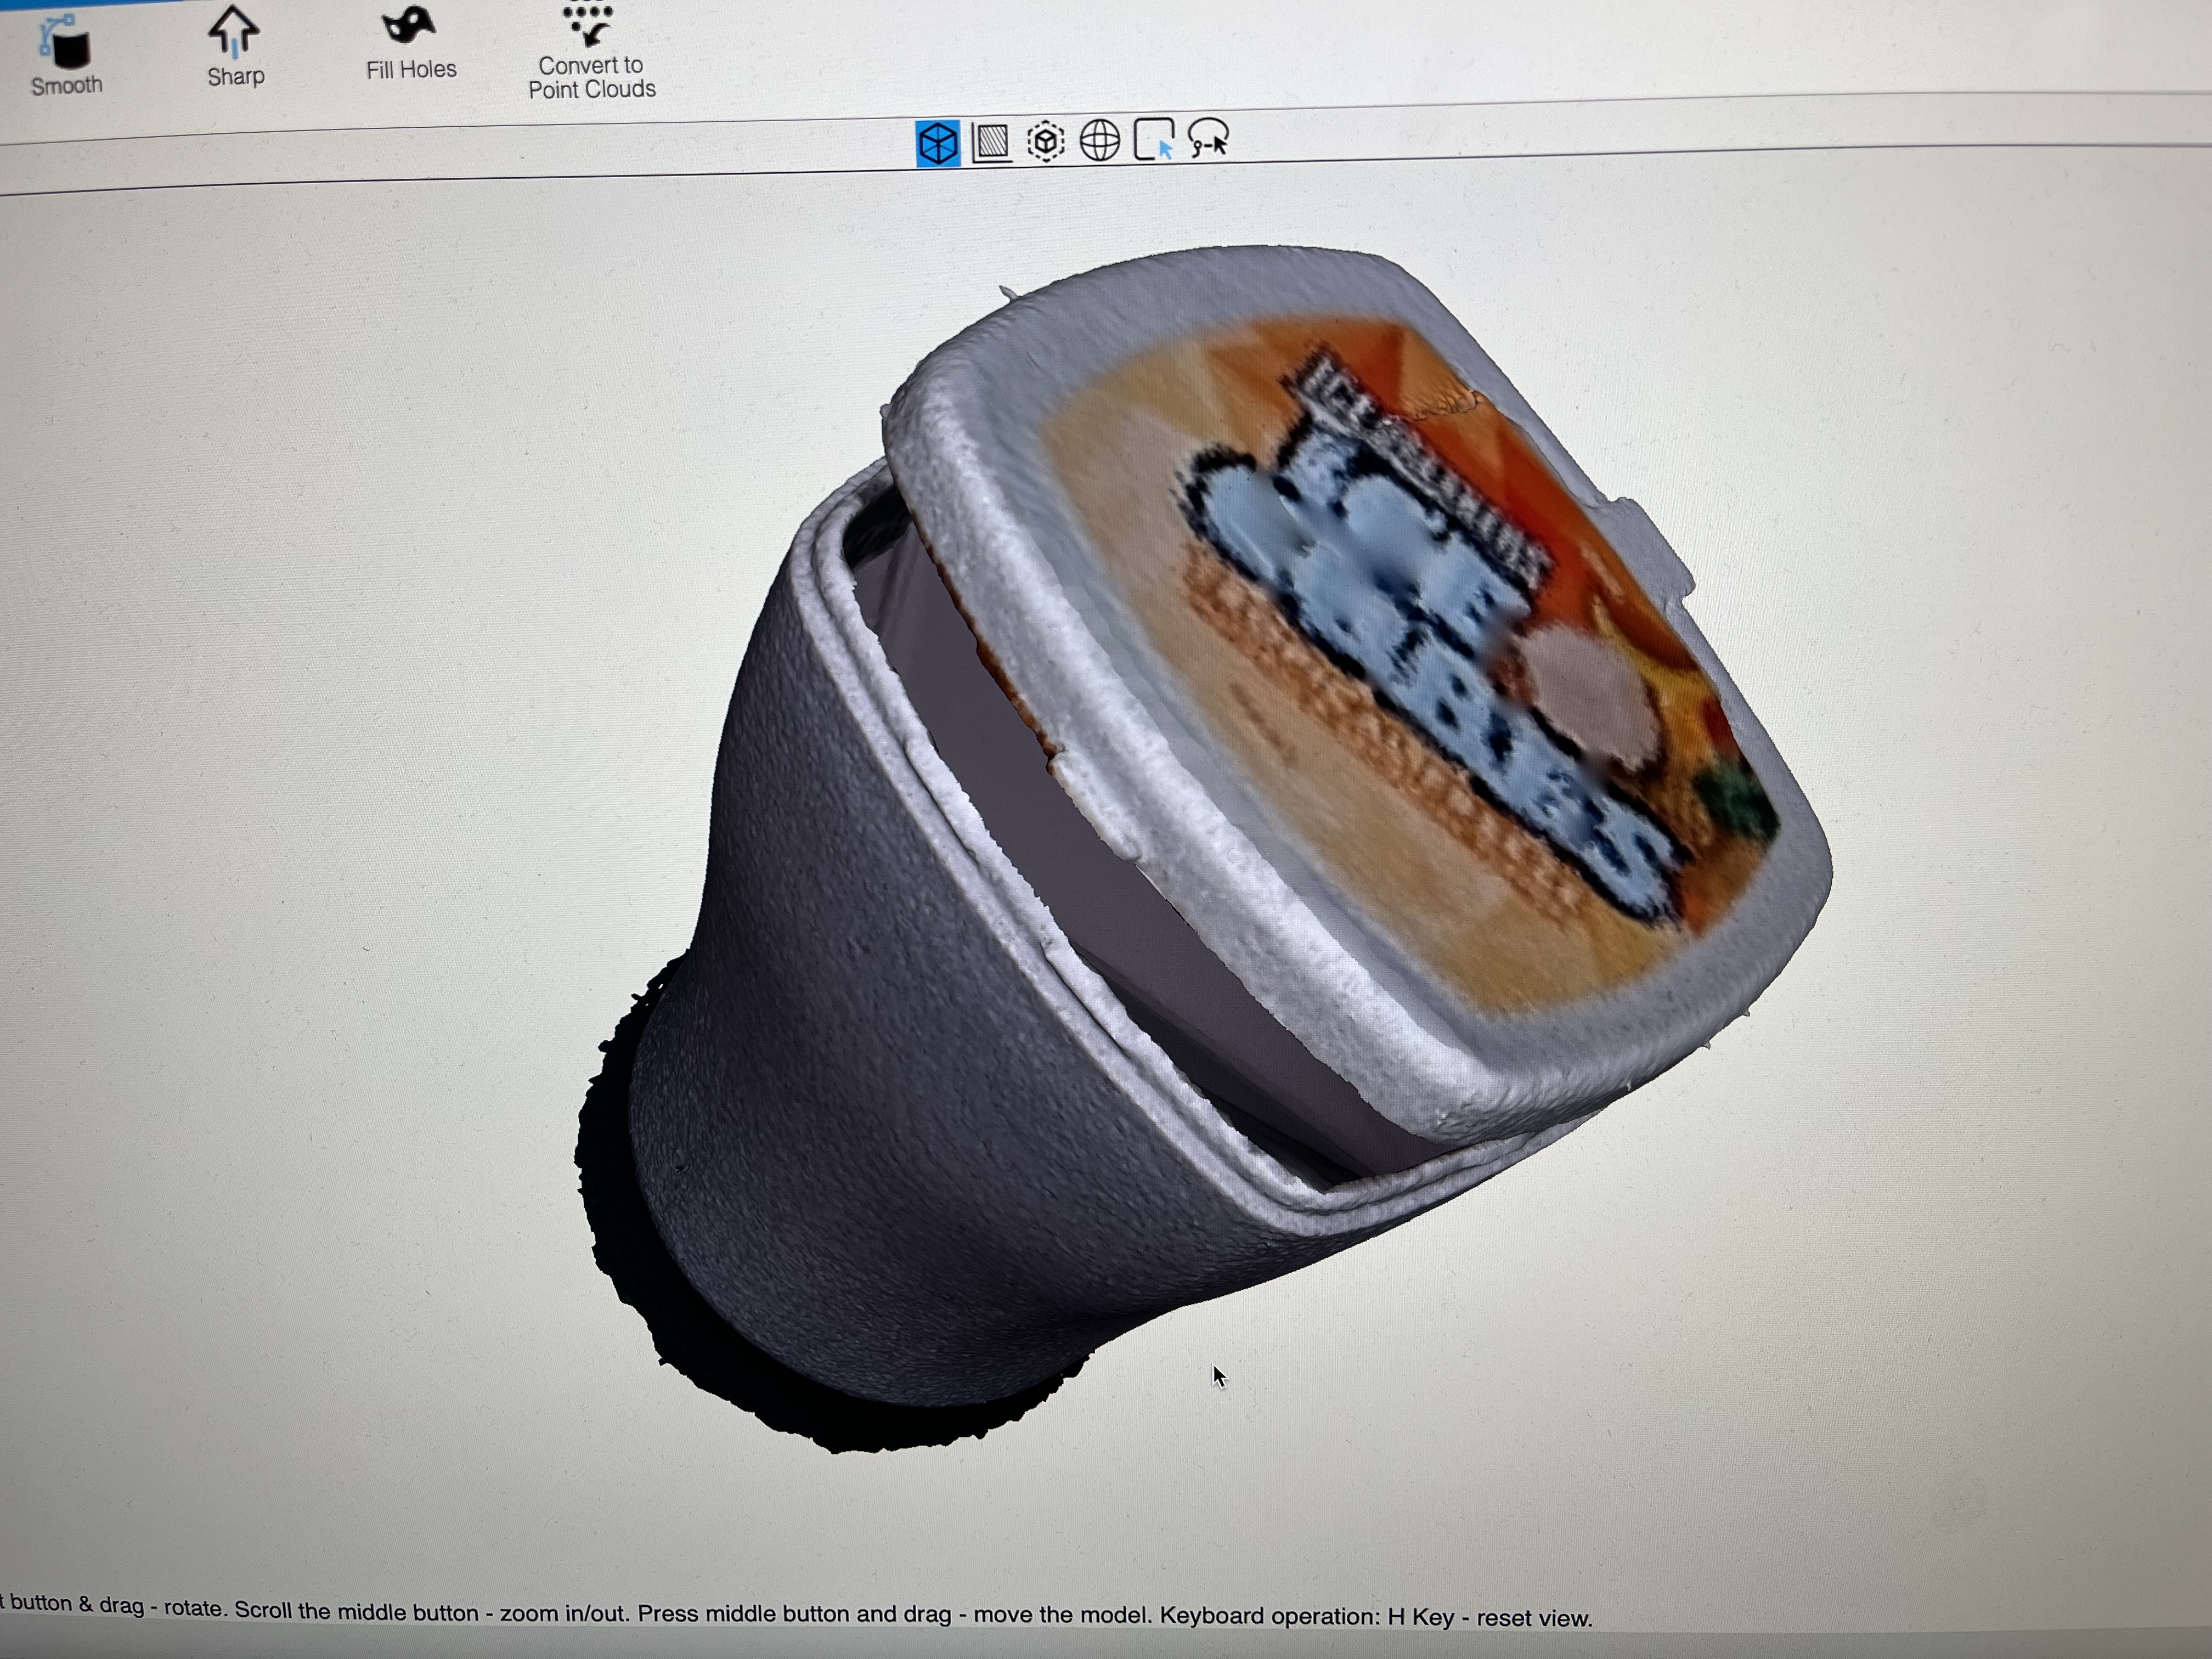 Smooth
Sharp
Fill Holes
Convert to
Point Clouds
t button & drag - rotate. Scroll the middle button - zoom in/out. Press middle button and drag - move the model. Keyboard operation: H Key - reset view.